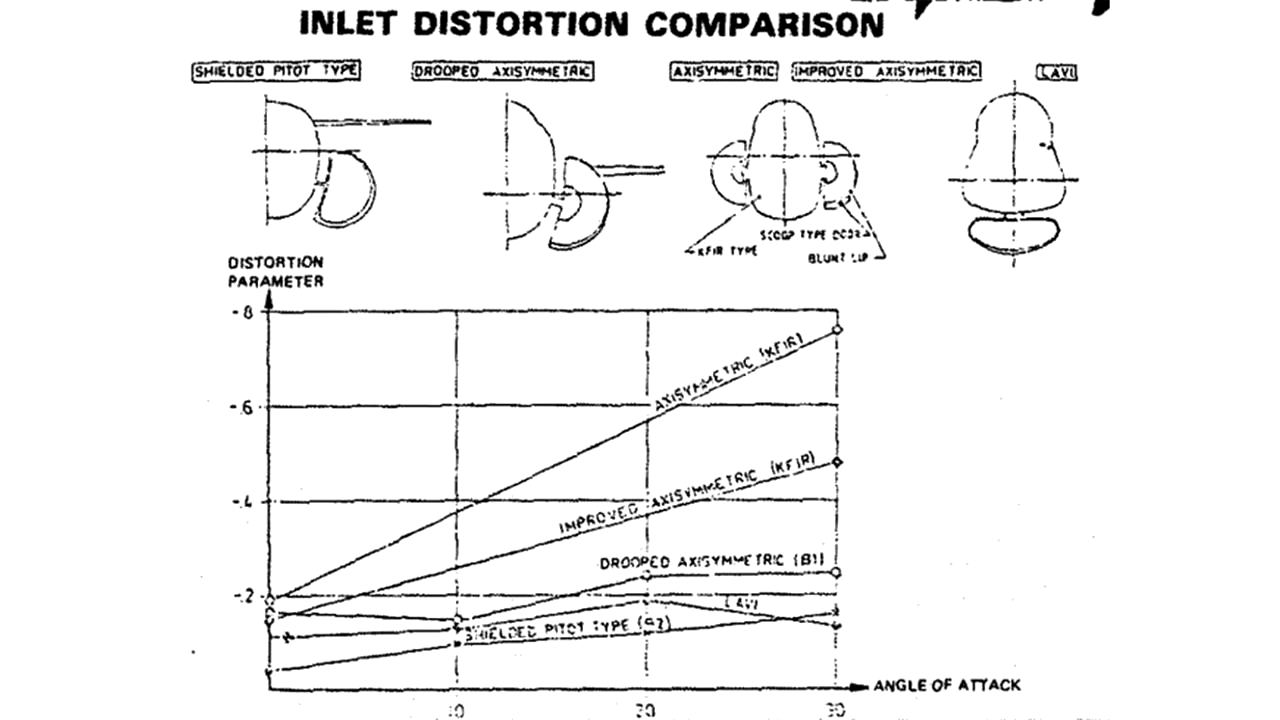 INLET DISTORTION COMPARISON
SHIELDED PITOT TYPE
DROOPED AXISYMMETRIC
AXISYMMETRIC
IMPROVED AXISYMMETRIC
LAVI
KFIR TYPE
SCOOP TYPE DOOR
BLUNT LIP
DISTORTION
PARAMETER
.8
.6
.4
.2
AXISYMMETRIC (KFIR)
IMPROVED AXISYMMETRIC (KFIR)
DROOPED AXISYMMETRIC (B1)
LAVI
SHIELDED PITOT TYPE
ANGLE OF ATTACK
10
20
30